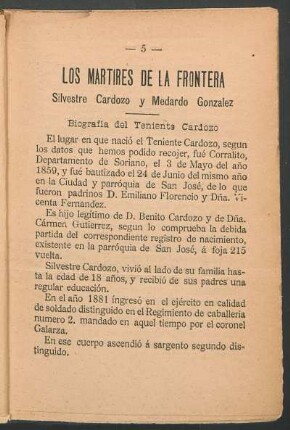 — 5 —
LOS MARTIRES DE LA FRONTERA
Silvestre Cardozo y Medardo Gonzalez
Biografía del Teniente Cardozo
El lugar en que nació el Teniente Cardozo, segun
los datos que hemos podido recojer, fué Corralito,
Departamento de Soriano, el 3 de Mayo del año
1859, y fué bautizado el 24 de Junio del mismo año
en la Ciudad y parróquia de San José, de lo que
fueron padrinos D. Emiliano Florencio y Dña. Vi-
centa Fernandez.
Es hijo legítimo de D. Benito Cardozo y de Dña.
Cármen Gutierrez, segun lo comprueba la debida
partida del correspondiente registro de nacimiento,
existente en la parróquia de San José, á foja 215
vuelta.
Silvestre Cardozo, vivió al lado de su familia has-
ta la edad de 18 años, y recibió de sus padres una
regular educación.
En el año 1881 ingresó en el ejército en calidad
de soldado distinguido en el Regimiento de caballería
numero 2. mandado en aquel tiempo por el coronel
Galarza.
En ese cuerpo ascendió á sargento segundo dis-
tinguido.